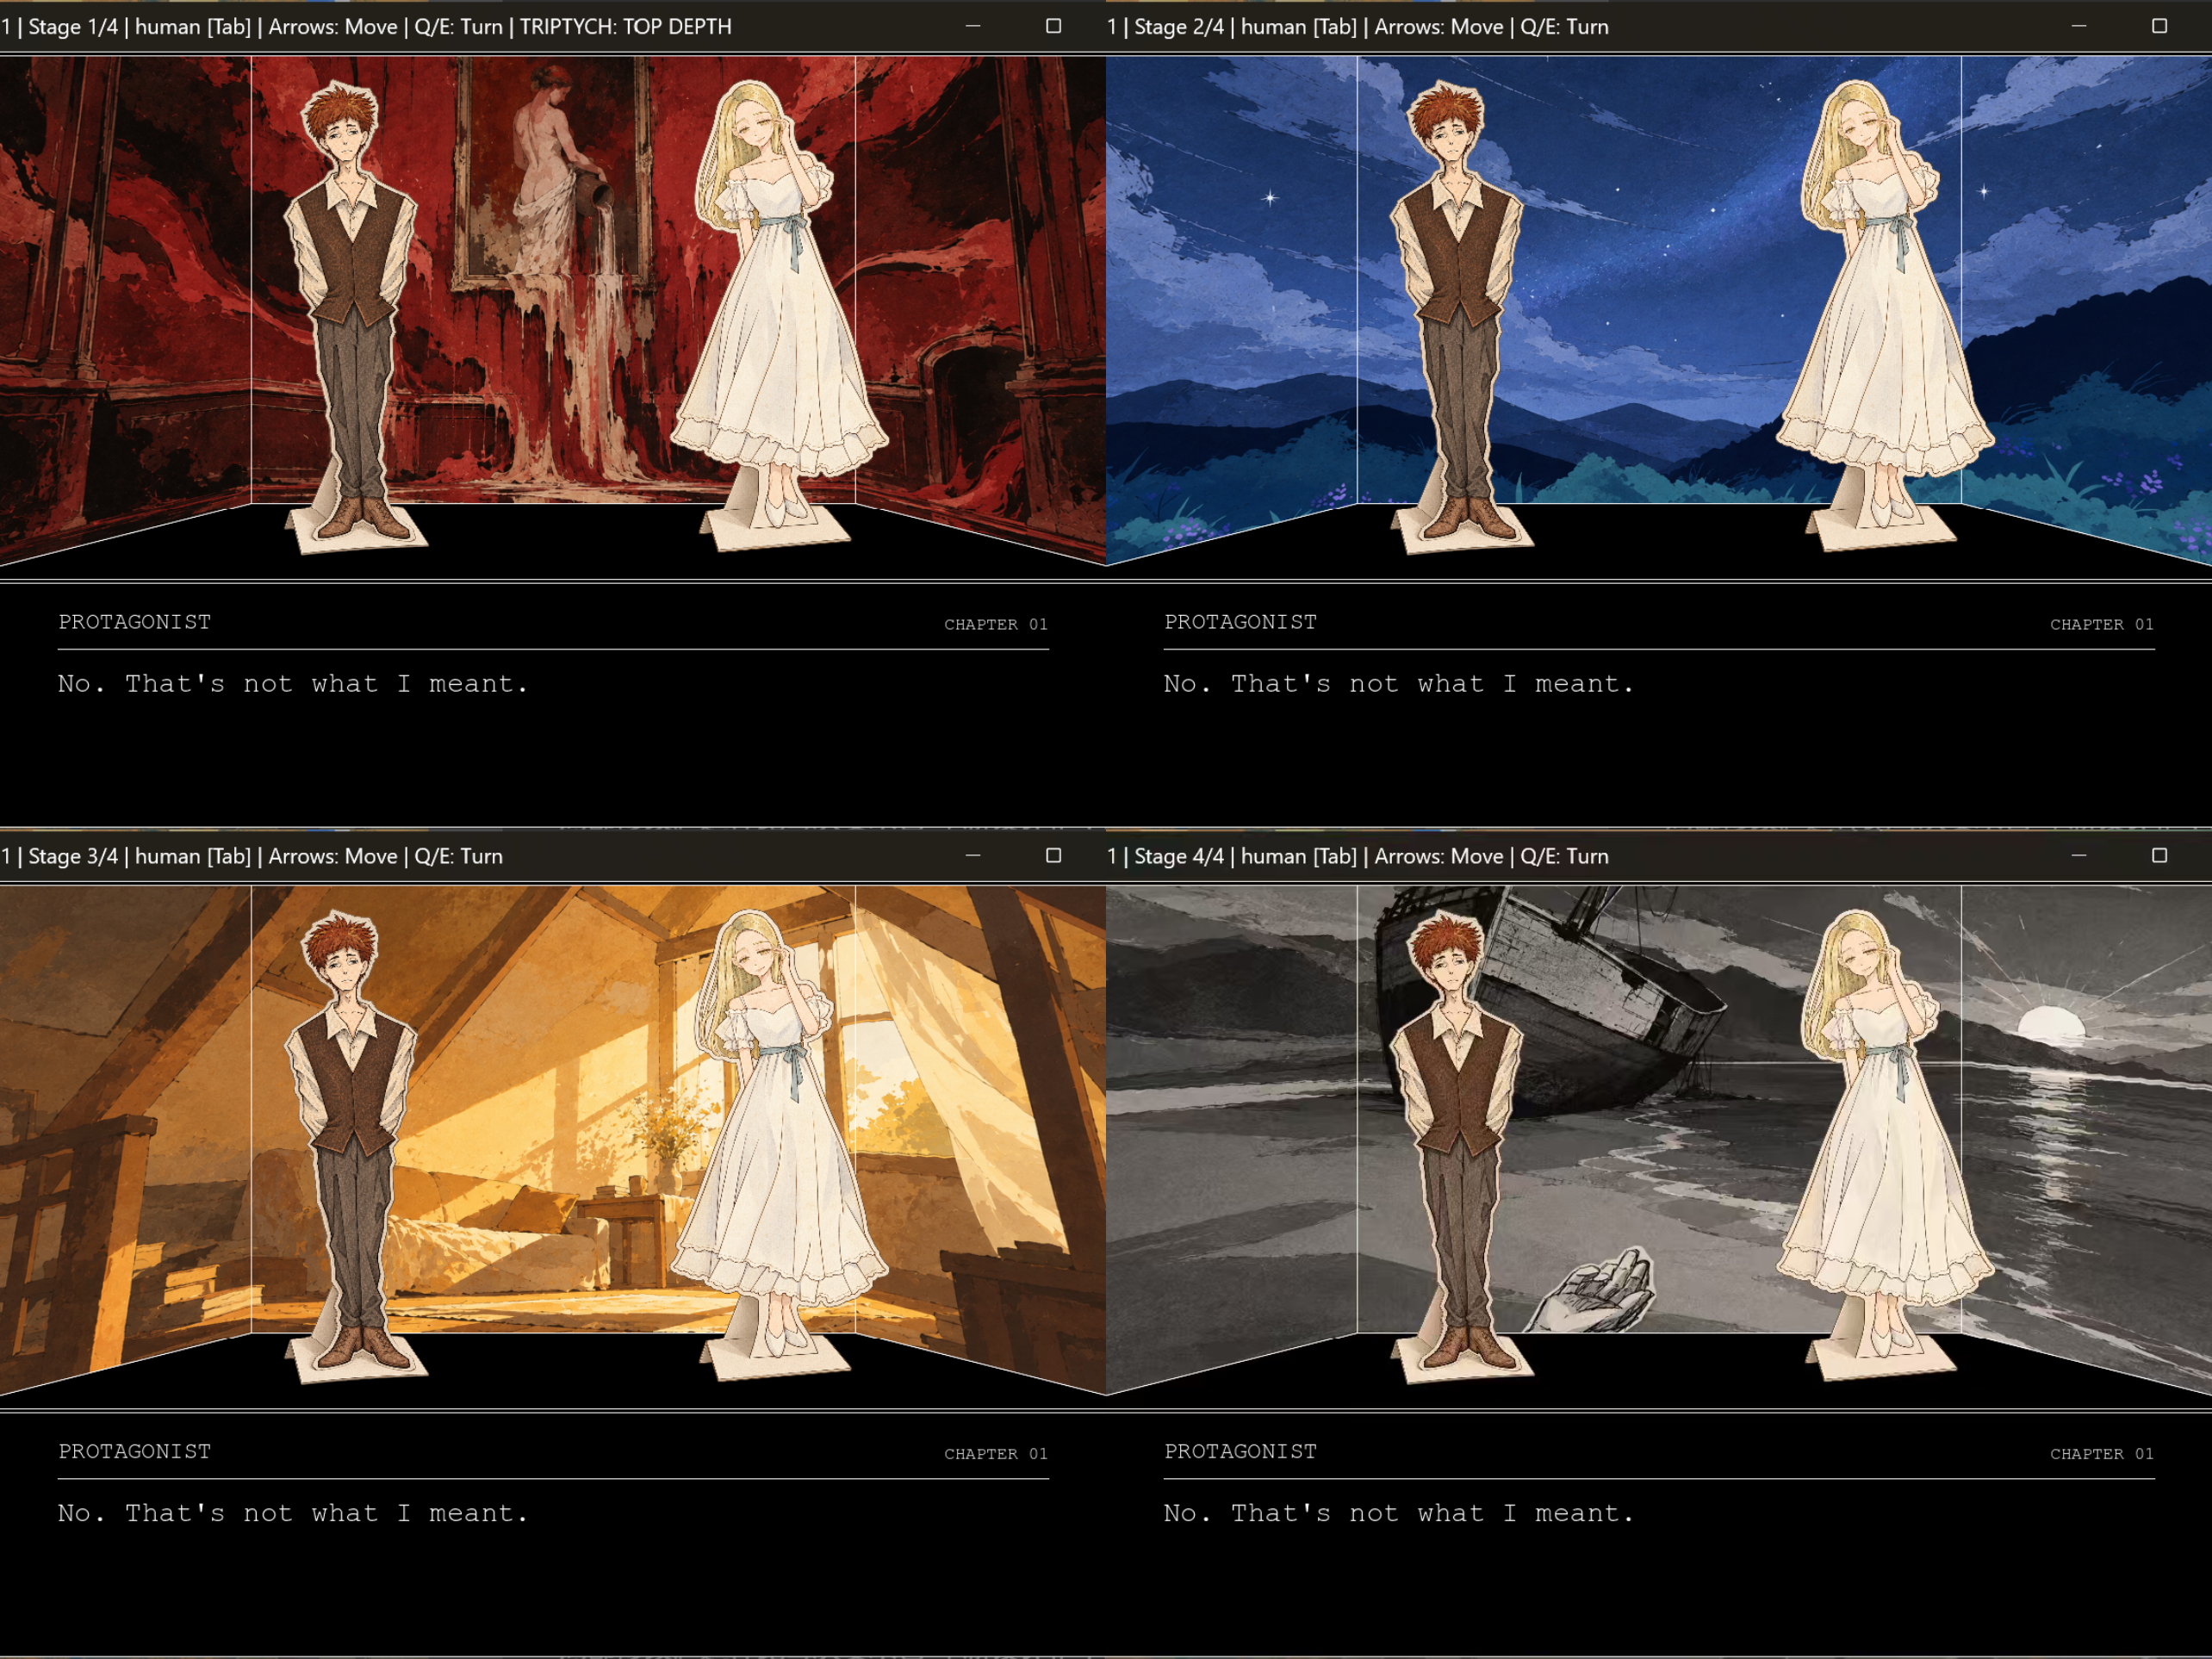 1 | Stage 1/4 | human [Tab] | Arrows: Move | Q/E: Turn | TRIPTYCH: TOP DEPTH
PROTAGONIST
CHAPTER 01
No. That's not what I meant.
1 | Stage 2/4 | human [Tab] | Arrows: Move | Q/E: Turn
PROTAGONIST
CHAPTER 01
No. That's not what I meant.
1 | Stage 3/4 | human [Tab] | Arrows: Move | Q/E: Turn
PROTAGONIST
CHAPTER 01
No. That's not what I meant.
1 | Stage 4/4 | human [Tab] | Arrows: Move | Q/E: Turn
PROTAGONIST
CHAPTER 01
No. That's not what I meant.